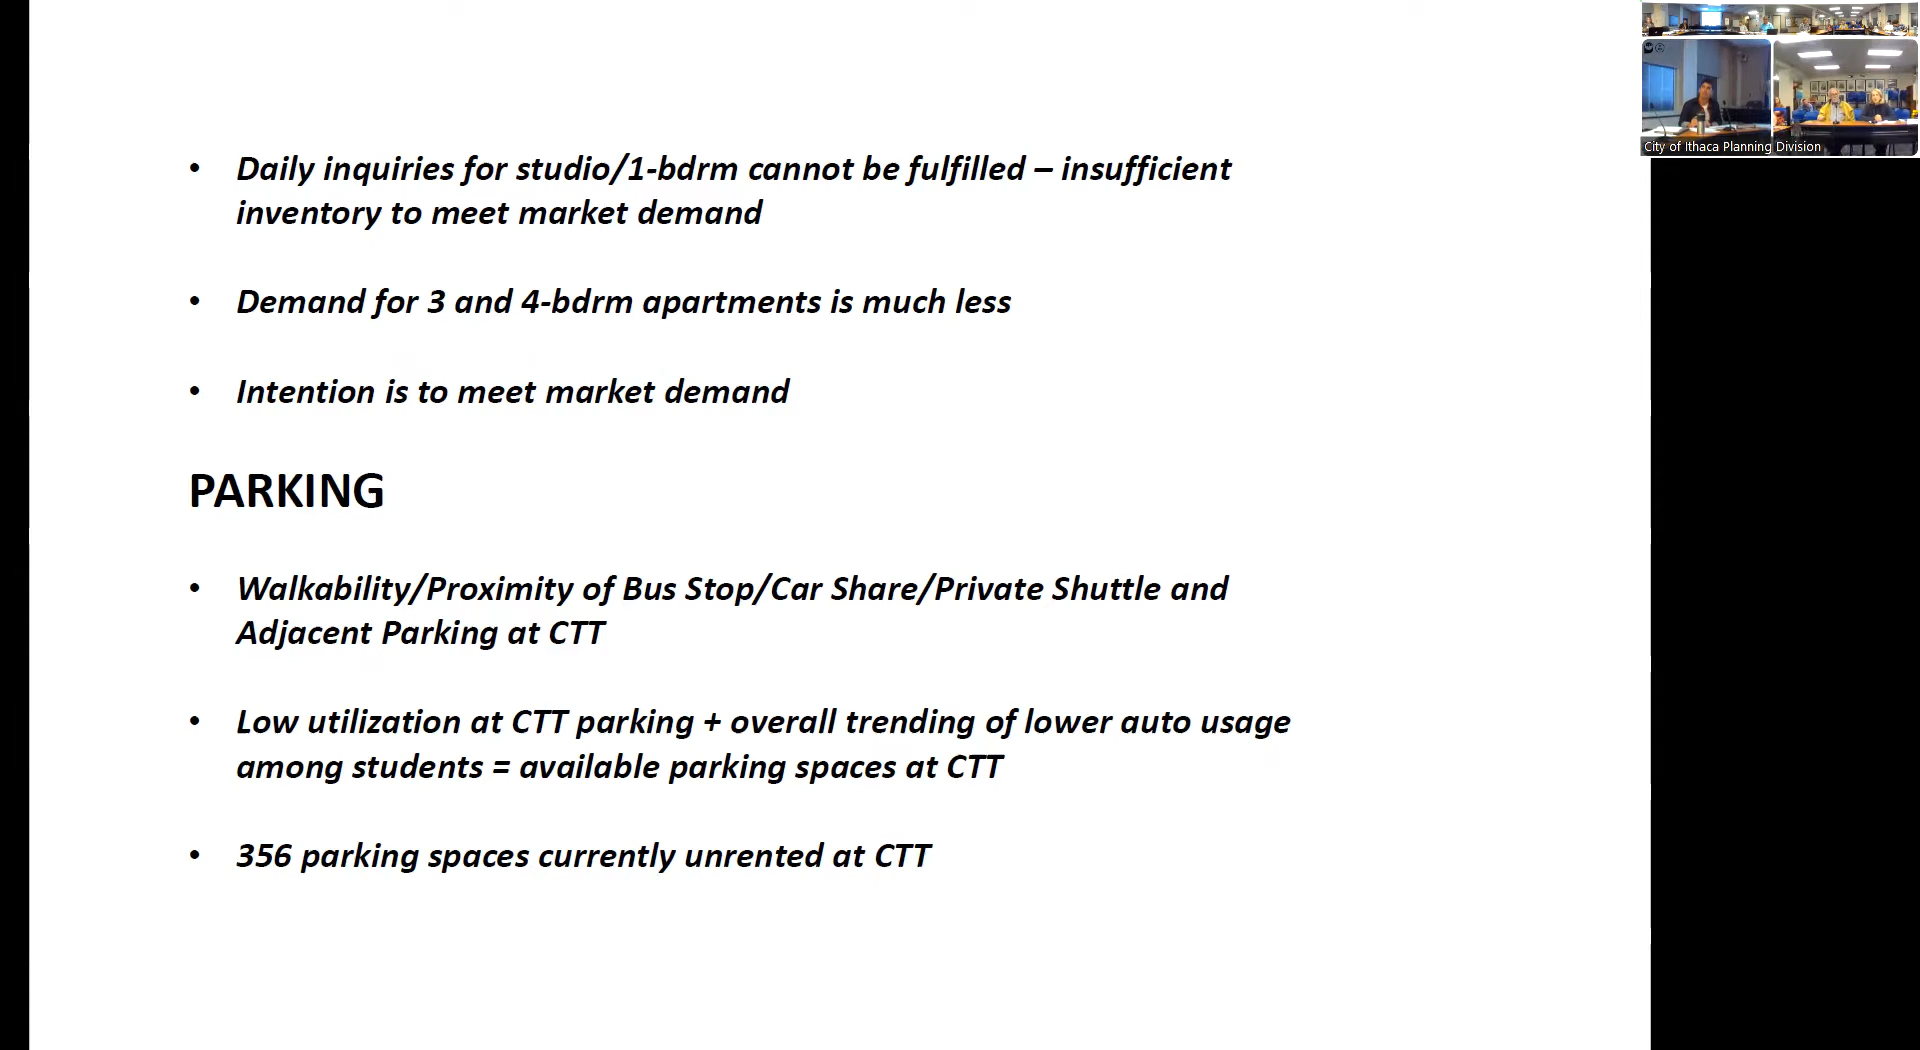 • Daily inquiries for studio/1-bdrm cannot be fulfilled – insufficient
inventory to meet market demand
• Demand for 3 and 4-bdrm apartments is much less
• Intention is to meet market demand
PARKING
• Walkability/Proximity of Bus Stop/Car Share/Private Shuttle and
Adjacent Parking at CTT
• Low utilization at CTT parking + overall trending of lower auto usage
among students = available parking spaces at CTT
• 356 parking spaces currently unrented at CTT
City of Ithaca Planning Division